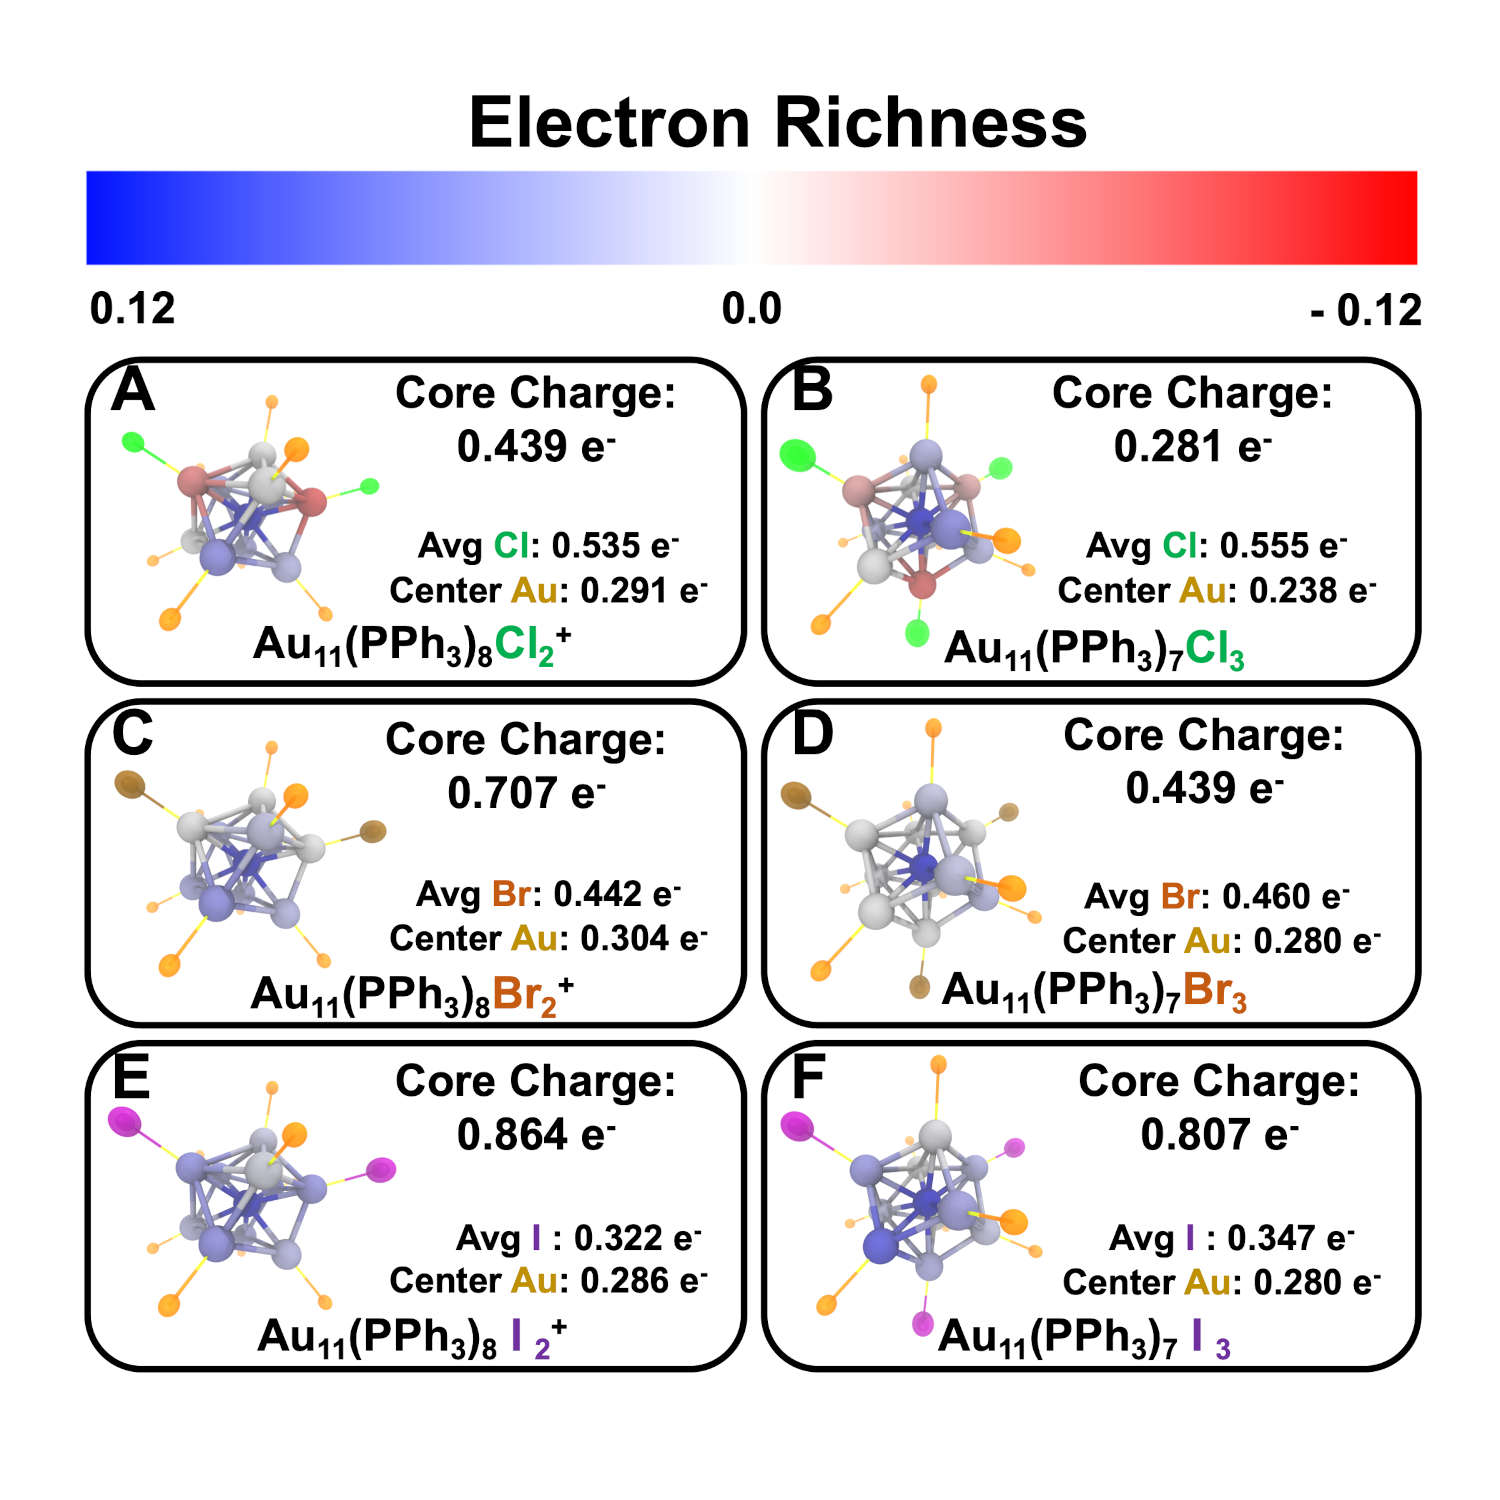 Electron Richness
0.12 0.0 - 0.12
A
Core Charge:
0.439 e⁻
Avg Cl: 0.535 e⁻
Center Au: 0.291 e⁻
Au₁₁(PPh₃)₈Cl₂⁺
B
Core Charge:
0.281 e⁻
Avg Cl: 0.555 e⁻
Center Au: 0.238 e⁻
Au₁₁(PPh₃)₇Cl₃
C
Core Charge:
0.707 e⁻
Avg Br: 0.442 e⁻
Center Au: 0.304 e⁻
Au₁₁(PPh₃)₈Br₂⁺
D
Core Charge:
0.439 e⁻
Avg Br: 0.460 e⁻
Center Au: 0.280 e⁻
Au₁₁(PPh₃)₇Br₃
E
Core Charge:
0.864 e⁻
Avg I : 0.322 e⁻
Center Au: 0.286 e⁻
Au₁₁(PPh₃)₈ I ₂⁺
F
Core Charge:
0.807 e⁻
Avg I : 0.347 e⁻
Center Au: 0.280 e⁻
Au₁₁(PPh₃)₇ I ₃